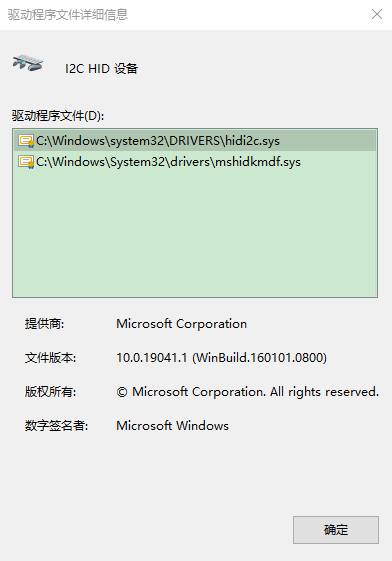 驱动程序文件详细信息
I2C HID 设备
驱动程序文件(D):
C:\Windows\system32\DRIVERS\hidi2c.sys
C:\Windows\System32\drivers\mshidkmdf.sys
提供商: Microsoft Corporation
文件版本: 10.0.19041.1 (WinBuild.160101.0800)
版权所有: © Microsoft Corporation. All rights reserved.
数字签名者: Microsoft Windows
确定